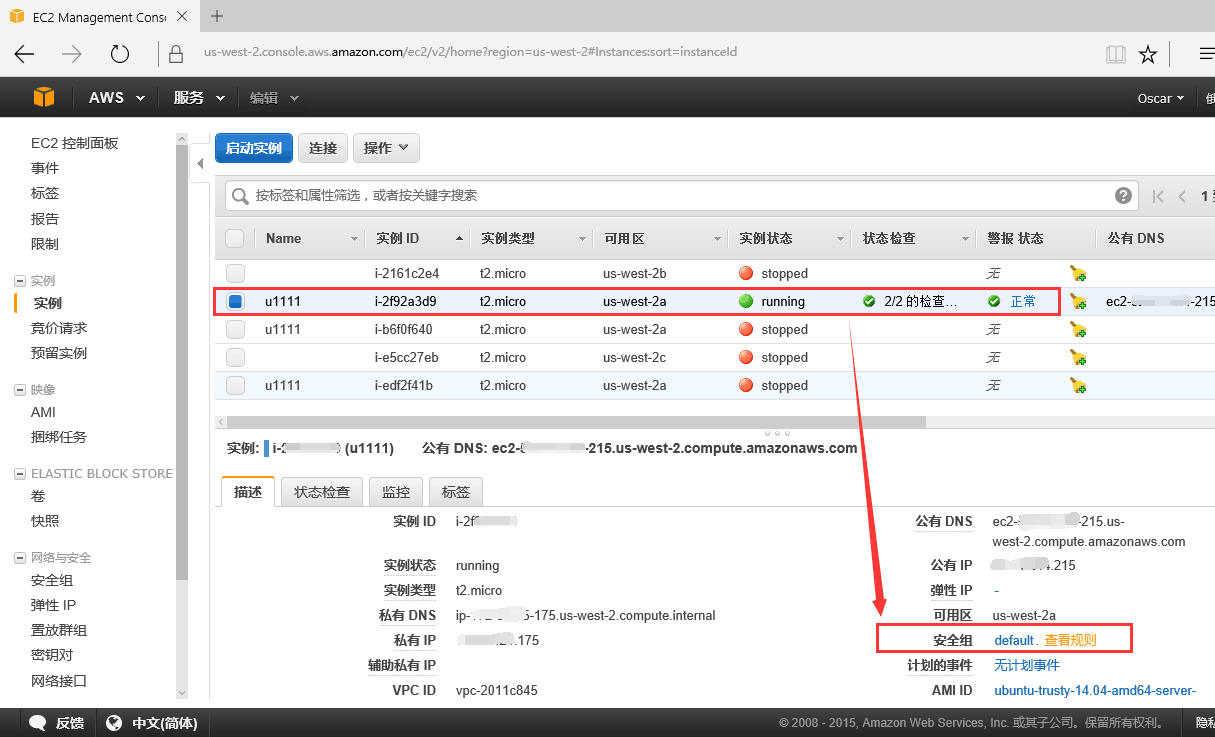 EC2 Management Cons
us-west-2.console.aws.amazon.com/ec2/v2/home?region=us-west-2#Instances:sort=instanceId
AWS 服务 编辑 Oscar
EC2 控制面板
事件
标签
报告
限制
实例
实例
竞价请求
预留实例
映像
AMI
捆绑任务
ELASTIC BLOCK STORE
卷
快照
网络与安全
安全组
弹性 IP
置放群组
密钥对
网络接口
启动实例 连接 操作
按标签和属性筛选，或者按关键字搜索 1
Name 实例 ID 实例类型 可用区 实例状态 状态检查 警报 状态 公有 DNS
i-2161c2e4 t2.micro us-west-2b stopped 无
u1111 i-2f92a3d9 t2.micro us-west-2a running 2/2 的检查… 正常 ec2- -215
u1111 i-b6f0f640 t2.micro us-west-2a stopped 无
i-e5cc27eb t2.micro us-west-2c stopped 无
u1111 i-edf2f41b t2.micro us-west-2a stopped 无
实例: (u1111) 公有 DNS: -215.us-west-2.compute.amazonaws.com
描述 状态检查 监控 标签
实例 ID
实例状态 running
实例类型 t2.micro
私有 DNS -175.us-west-2.compute.internal
私有 IP .175
辅助私有 IP
VPC ID vpc-2011c845
公有 DNS ec2- -215.us-
west-2.compute.amazonaws.com
公有 IP .215
弹性 IP -
可用区 us-west-2a
安全组 default. 查看规则
计划的事件 无计划事件
AMI ID ubuntu-trusty-14.04-amd64-server-
反馈 中文(简体) © 2008 - 2015, Amazon Web Services, Inc. 或其子公司。保留所有权利。 隐私